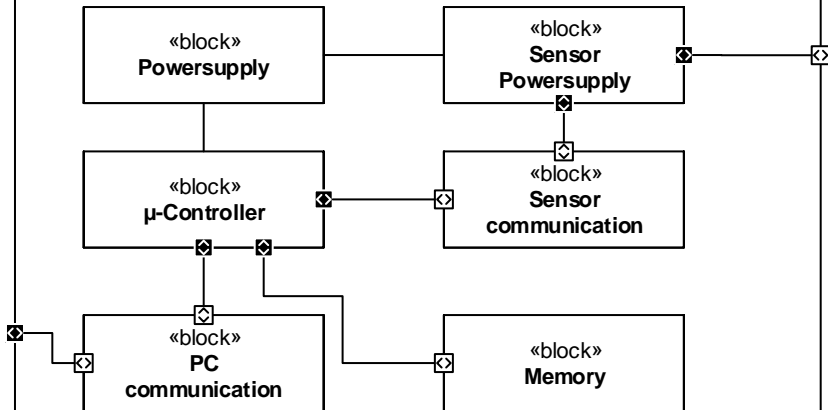 «block»
Powersupply
«block»
Sensor
Powersupply
«block»
µ-Controller
«block»
Sensor
communication
«block»
PC
communication
«block»
Memory